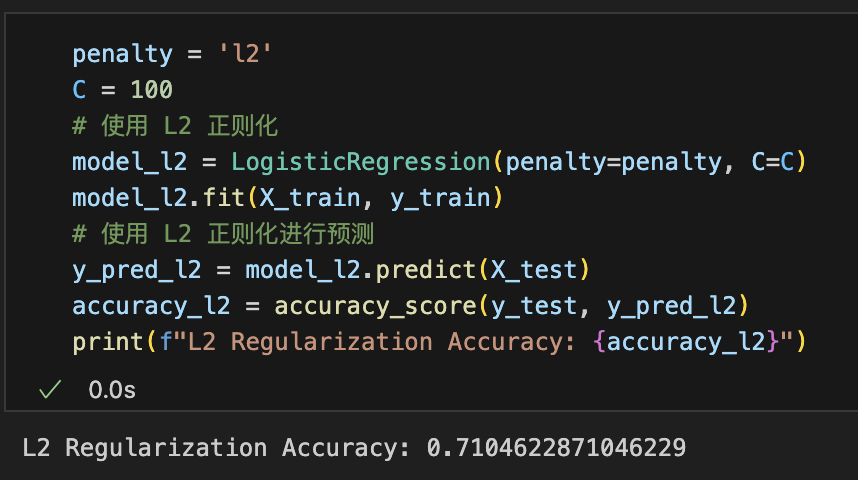 penalty = 'l2'
C = 100
# 使用 L2 正则化
model_l2 = LogisticRegression(penalty=penalty, C=C)
model_l2.fit(X_train, y_train)
# 使用 L2 正则化进行预测
y_pred_l2 = model_l2.predict(X_test)
accuracy_l2 = accuracy_score(y_test, y_pred_l2)
print(f"L2 Regularization Accuracy: {accuracy_l2}")
✓ 0.0s
L2 Regularization Accuracy: 0.7104622871046229